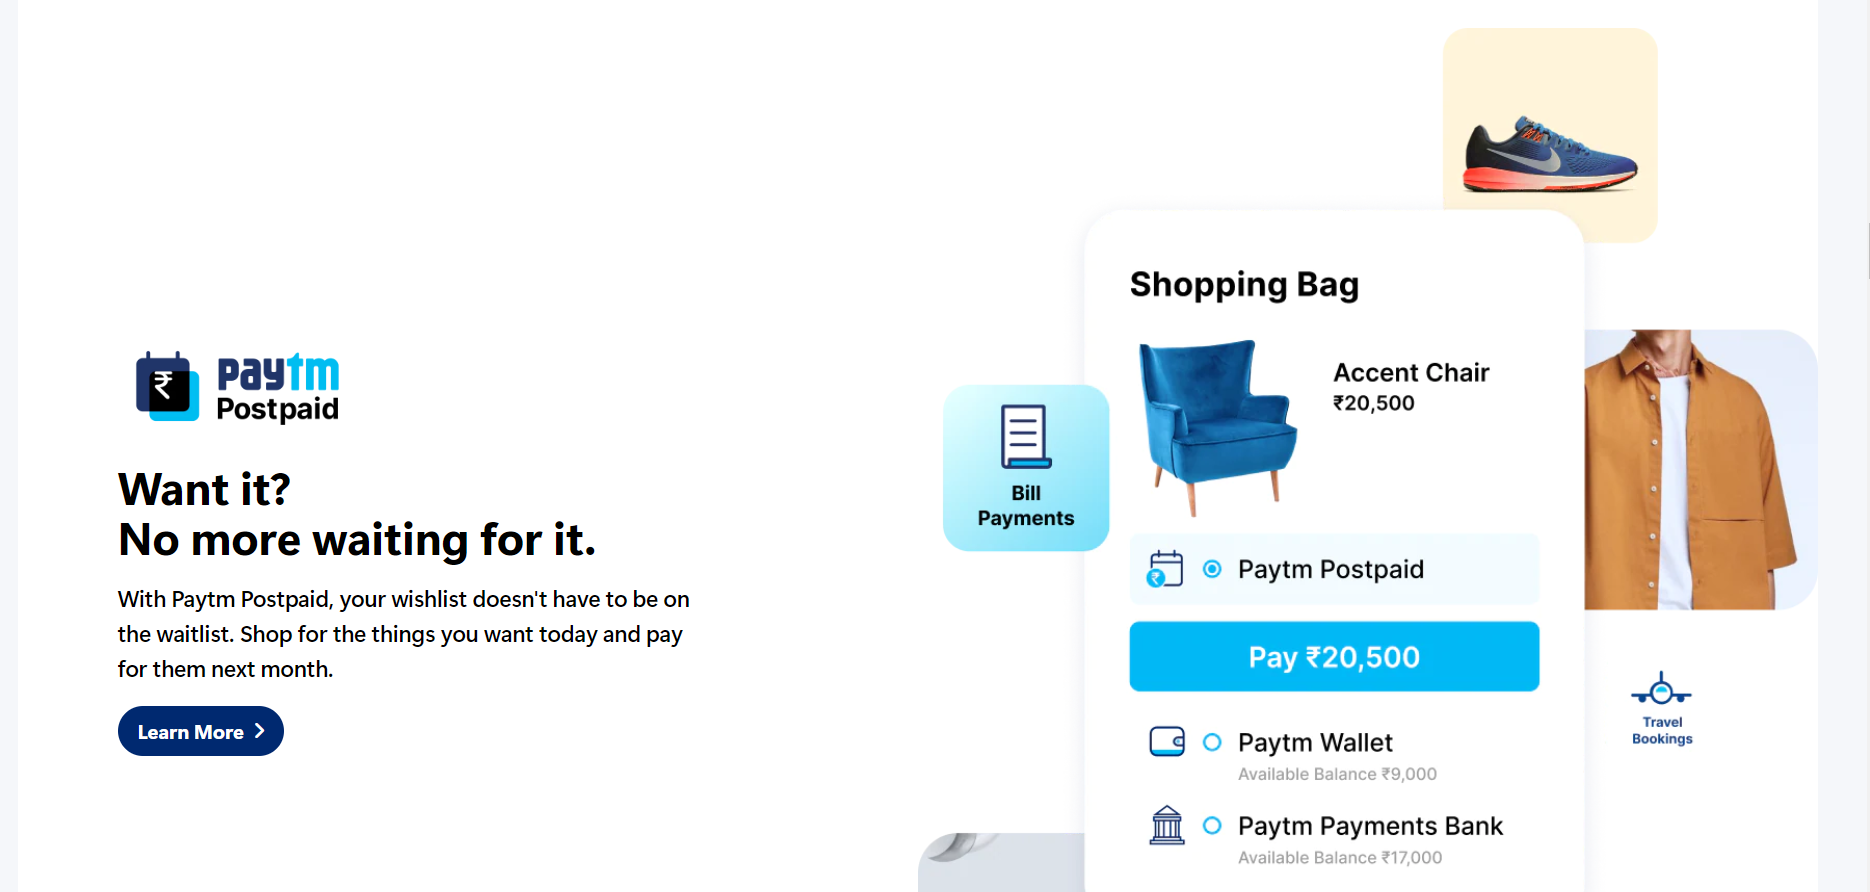 paytm
Postpaid
Want it?
No more waiting for it.
With Paytm Postpaid, your wishlist doesn't have to be on
the waitlist. Shop for the things you want today and pay
for them next month.
Learn More
Bill
Payments
Shopping Bag
Accent Chair
₹20,500
Paytm Postpaid
Pay ₹20,500
Paytm Wallet
Available Balance ₹9,000
Paytm Payments Bank
Available Balance ₹17,000
Travel
Bookings